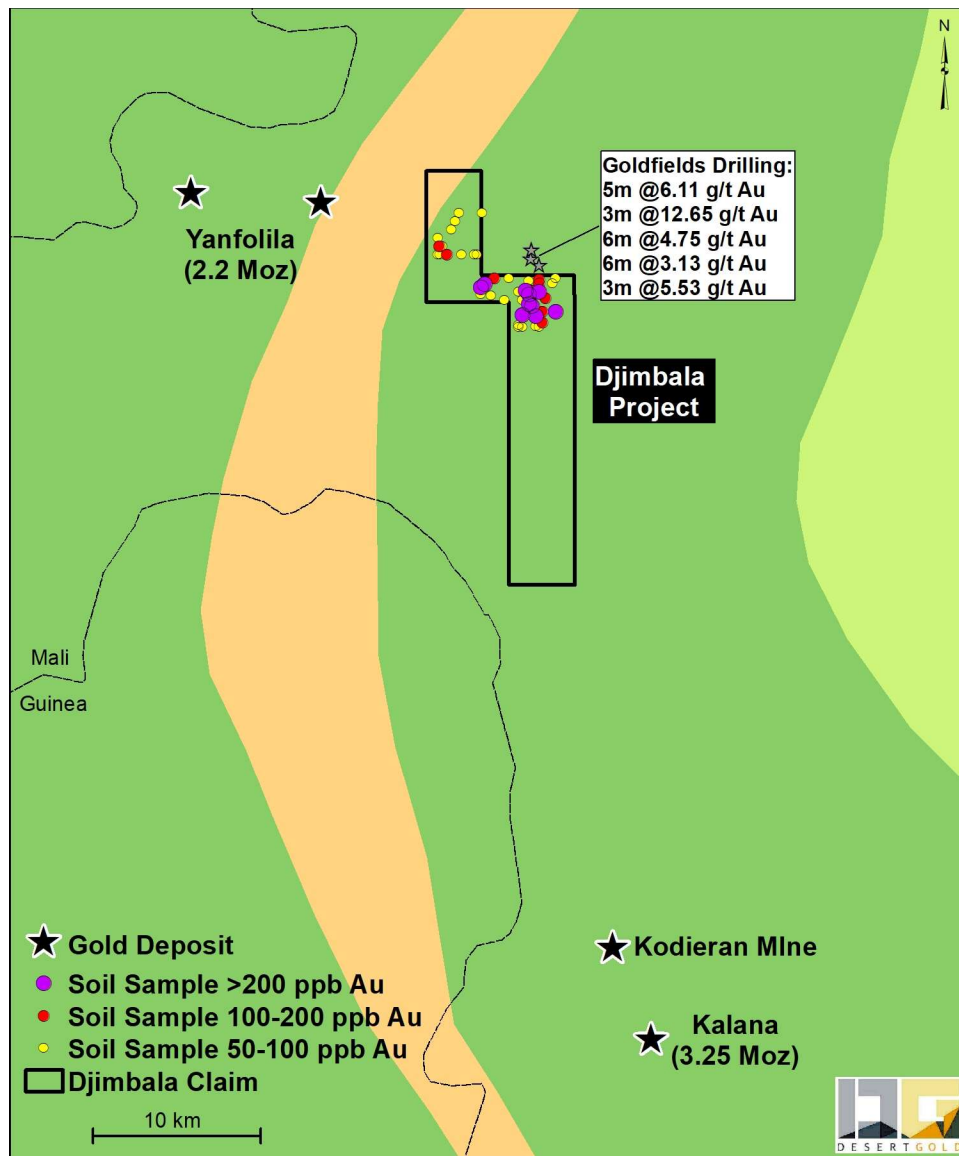 N
Goldfields Drilling:
5m @6.11 g/t Au
3m @12.65 g/t Au
6m @4.75 g/t Au
6m @3.13 g/t Au
3m @5.53 g/t Au
Yanfolila
(2.2 Moz)
Djimbala
Project
Mali
Guinea
Gold Deposit
Soil Sample >200 ppb Au
Soil Sample 100-200 ppb Au
Soil Sample 50-100 ppb Au
Djimbala Claim
10 km
Kodieran MIne
Kalana
(3.25 Moz)
DESERTGOLD